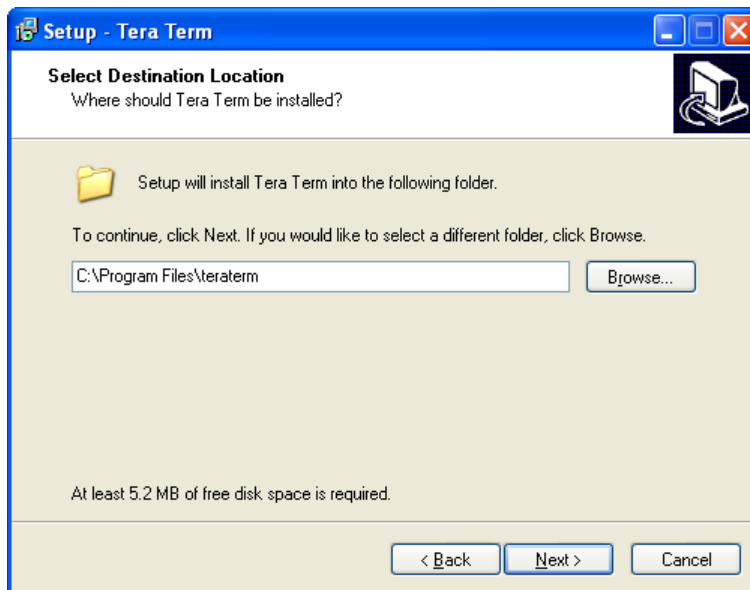 Setup - Tera Term
Select Destination Location
Where should Tera Term be installed?
Setup will install Tera Term into the following folder.
To continue, click Next. If you would like to select a different folder, click Browse.
C:\Program Files\teraterm
Browse...
At least 5.2 MB of free disk space is required.
< Back
Next >
Cancel